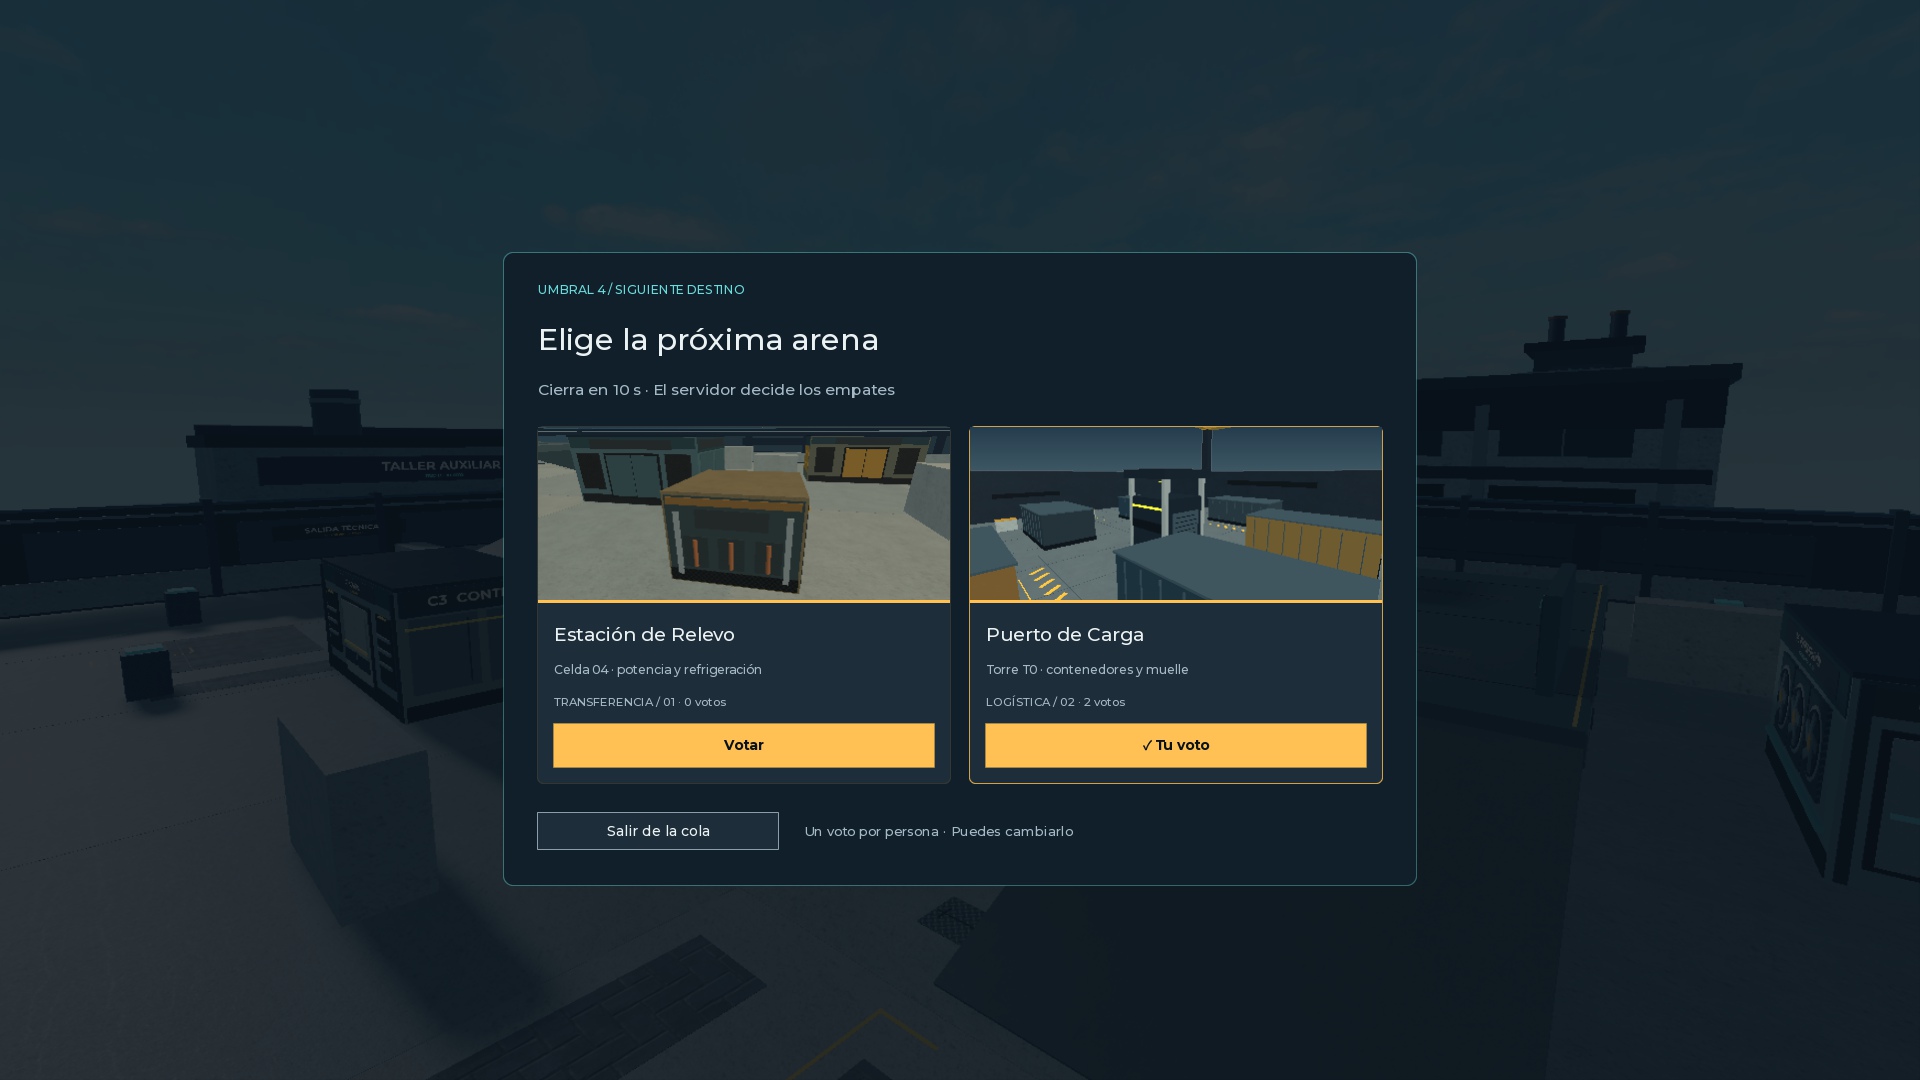 UMBRAL 4 / SIGUIENTE DESTINO
Elige la próxima arena
Cierra en 10 s · El servidor decide los empates
TALLER AUXILIAR
SALIDA TECNICA
C3 CONT
Estación de Relevo
Celda 04 · potencia y refrigeración
TRANSFERENCIA / 01 · 0 votos
Votar
Puerto de Carga
Torre T0 · contenedores y muelle
LOGÍSTICA / 02 · 2 votos
✓ Tu voto
Salir de la cola
Un voto por persona · Puedes cambiarlo